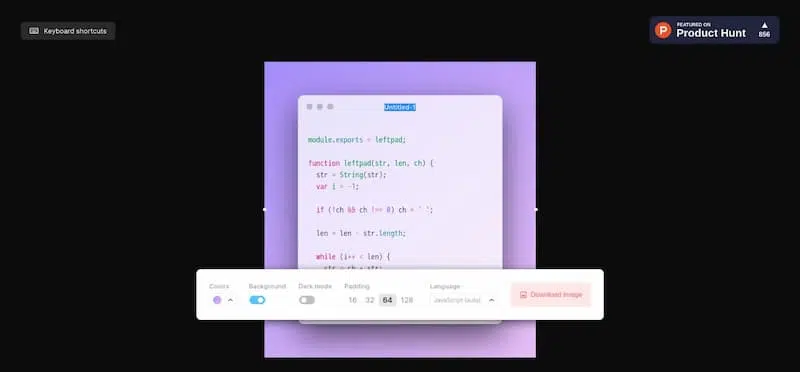 Keyboard shortcuts
FEATURED ON
Product Hunt
856
Untitled-1
module.exports = leftpad;
function leftpad(str, len, ch) {
str = String(str);
var i = -1;
if (!ch && ch !== 0) ch = ' ';
len = len - str.length;
while (i++ < len) {
str = ch + str;
Colors
Background
Dark mode
Padding
16 32 64 128
Language
JavaScript (auto)
Download Image